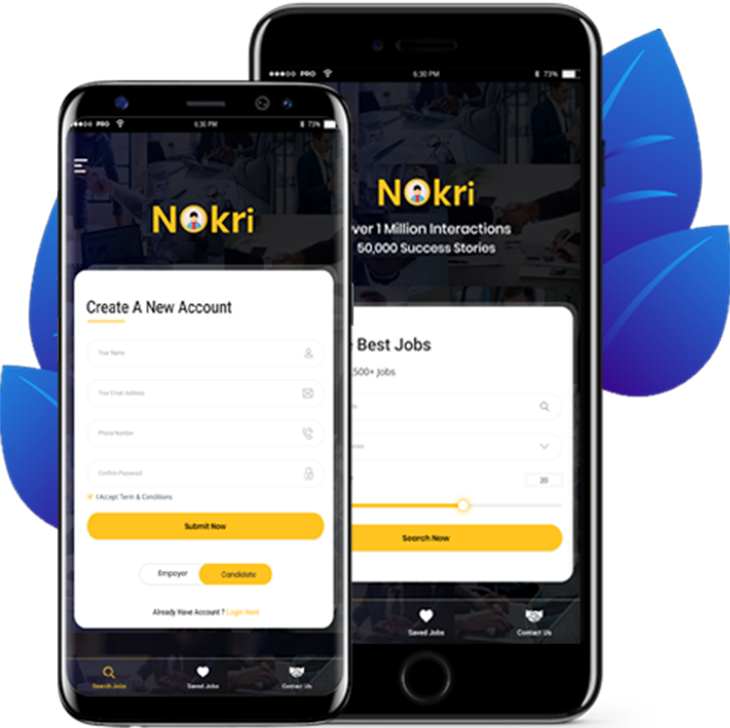 PRO
6:30 PM
73%
Nokri
Create A New Account
Your Name
Your Email Address
Phone Number
Confirm Password
I Accept Term & Conditions
Submit Now
Empoyer
Candidate
Already Have Account ? Login Here
Search Jobs
Saved Jobs
Contact Us
PRO
6:30 PM
73%
Nokri
ver 1 Million Interactions
50,000 Success Stories
Best Jobs
,500+ Jobs
20
Search Now
Saved Jobs
Contact Us